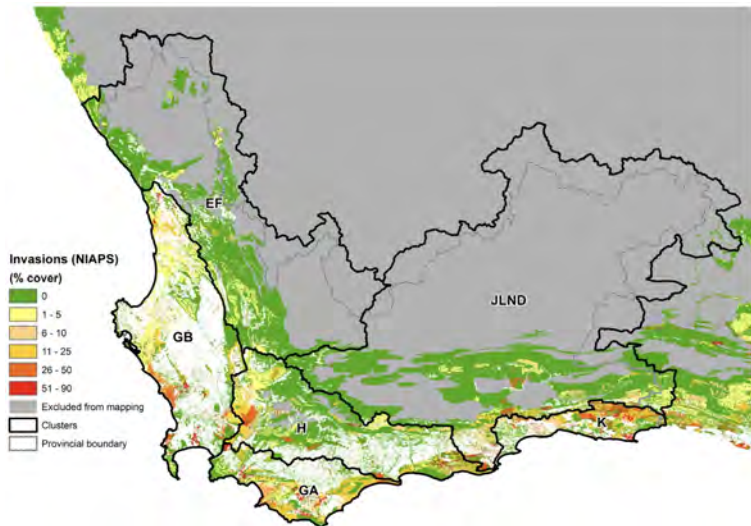 EF
JLND
GB
H
K
GA
Invasions (NIAPS)
(% cover)
0
1 - 5
6 - 10
11 - 25
26 - 50
51 - 90
Excluded from mapping
Clusters
Provincial boundary